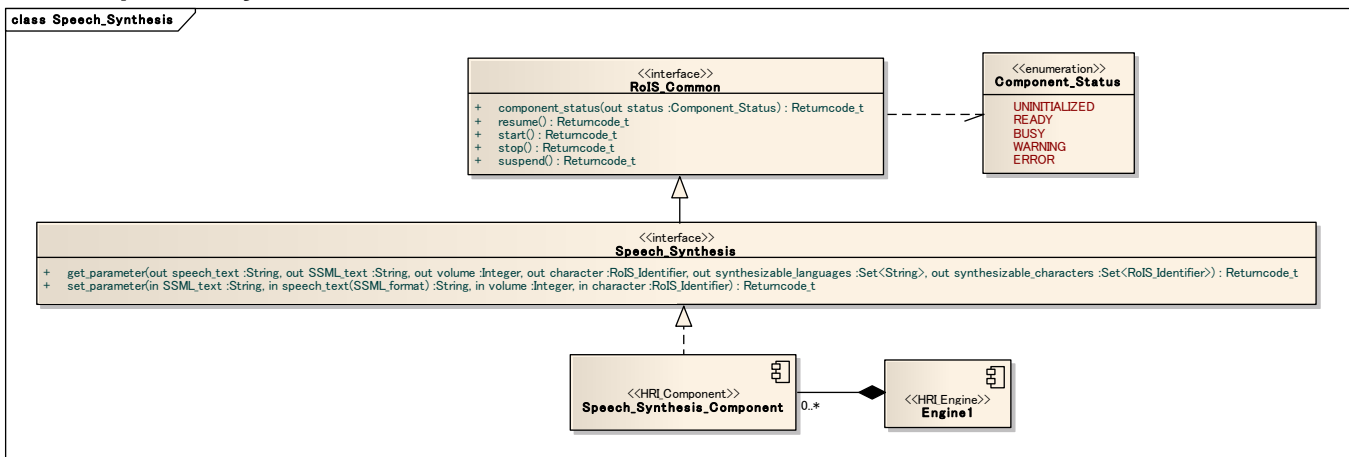 class Speech_Synthesis
<<interface>>
RoIS_Common
+ component_status(out status :Component_Status) : Returncode_t
+ resume() : Returncode_t
+ start() : Returncode_t
+ stop() : Returncode_t
+ suspend() : Returncode_t
<<enumeration>>
Component_Status
UNINITIALIZED
READY
BUSY
WARNING
ERROR
<<interface>>
Speech_Synthesis
+ get_parameter(out speech_text :String, out SSML_text :String, out volume :Integer, out character :RoIS_Identifier, out synthesizable_languages :Set<String>, out synthesizable_characters :Set<RoIS_Identifier>) : Returncode_t
+ set_parameter(in SSML_text :String, in speech_text(SSML_format) :String, in volume :Integer, in character :RoIS_Identifier) : Returncode_t
<<HRI_Component>>
Speech_Synthesis_Component
0..*
<<HRI_Engine>>
Engine1